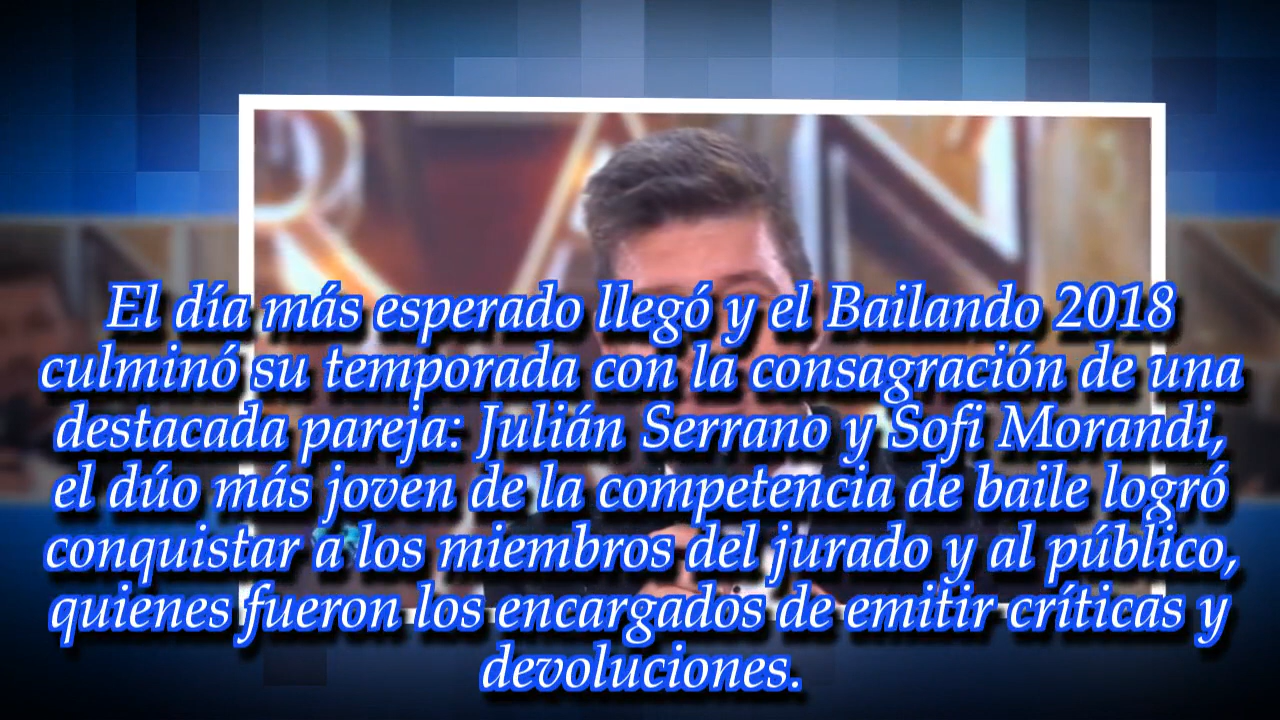 RAN
El día más esperado llegó y el Bailando 2018
culminó su temporada con la consagración de una
destacada pareja: Julián Serrano y Sofi Morandi,
el dúo más joven de la competencia de baile logró
conquistar a los miembros del jurado y al público,
quienes fueron los encargados de emitir críticas y
devoluciones.